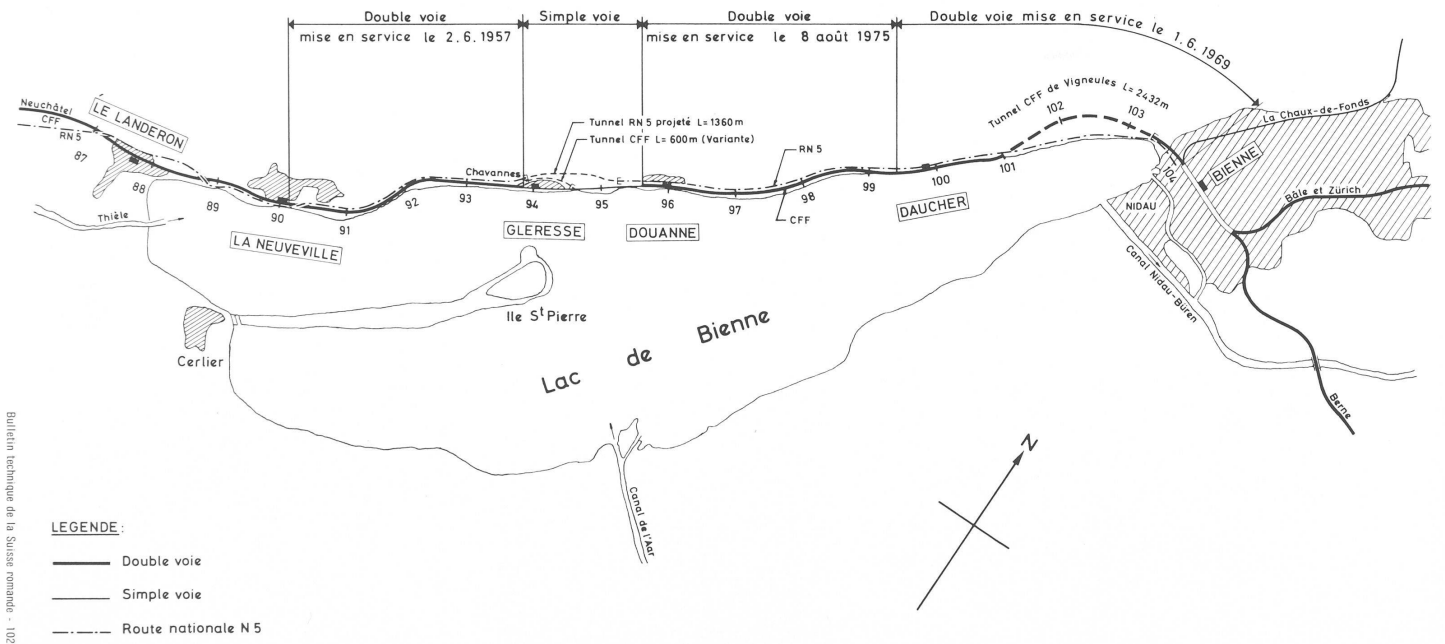 Double voie
mise en service le 2.6.1957
Simple voie
Double voie
mise en service le 8 août 1975
Double voie mise en service le 1.6.1969
Neuchâtel
CFF
RN 5
LE LANDERON
87
88
89
90
91
92
93
94
95
96
97
98
99
100
101
102
103
104
Thièle
LA NEUVEVILLE
Chavannes
GLERESSE
DOUANNE
Tunnel RN 5 projeté L= 1360 m
Tunnel CFF L= 600 m (Variante)
RN 5
CFF
DAUCHER
Tunnel CFF de Vigneules L= 2432m
La Chaux-de-Fonds
BIENNE
Bâle et Zürich
NIDAU
Canal Nidau-Büren
Berne
Ile St Pierre
Cerlier
Lac de Bienne
Canal de l'Aar
N
LEGENDE:
Double voie
Simple voie
Route nationale N 5
Bulletin technique de la Suisse romande - 102